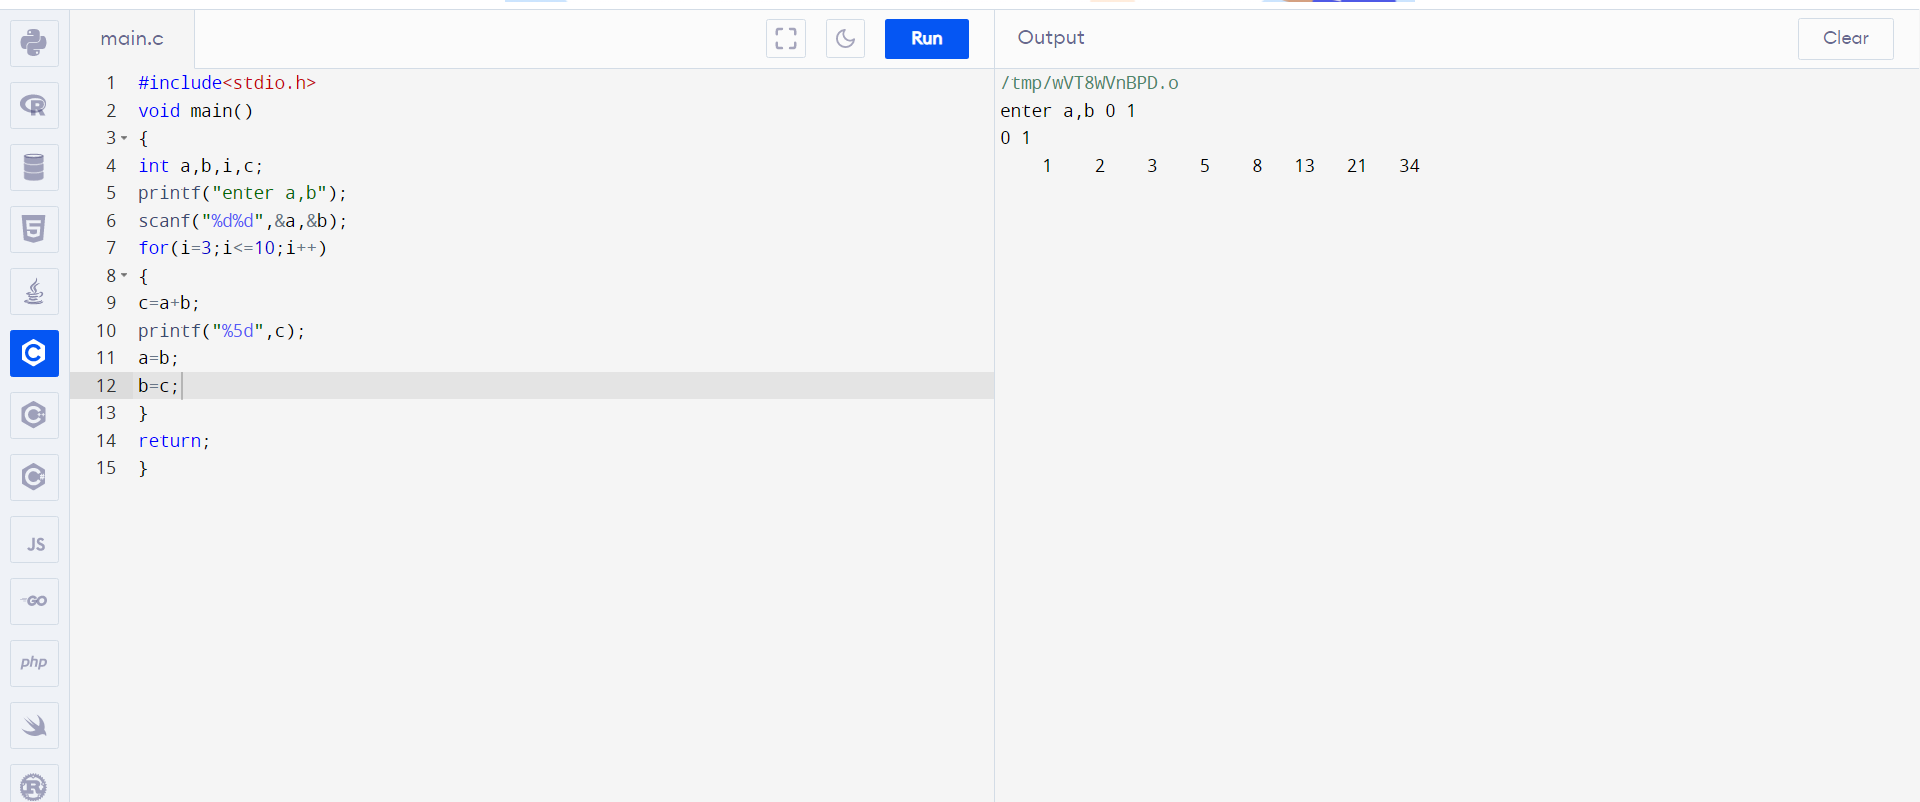 main.c
Run
Output
Clear
1 #include<stdio.h>
2 void main()
3 {
4 int a,b,i,c;
5 printf("enter a,b");
6 scanf("%d%d",&a,&b);
7 for(i=3;i<=10;i++)
8 {
9 c=a+b;
10 printf("%5d",c);
11 a=b;
12 b=c;
13 }
14 return;
15 }
/tmp/wVT8WVnBPD.o
enter a,b 0 1
0 1
    1    2    3    5    8   13   21   34
R
5
C
C
C
JS
GO
php
R